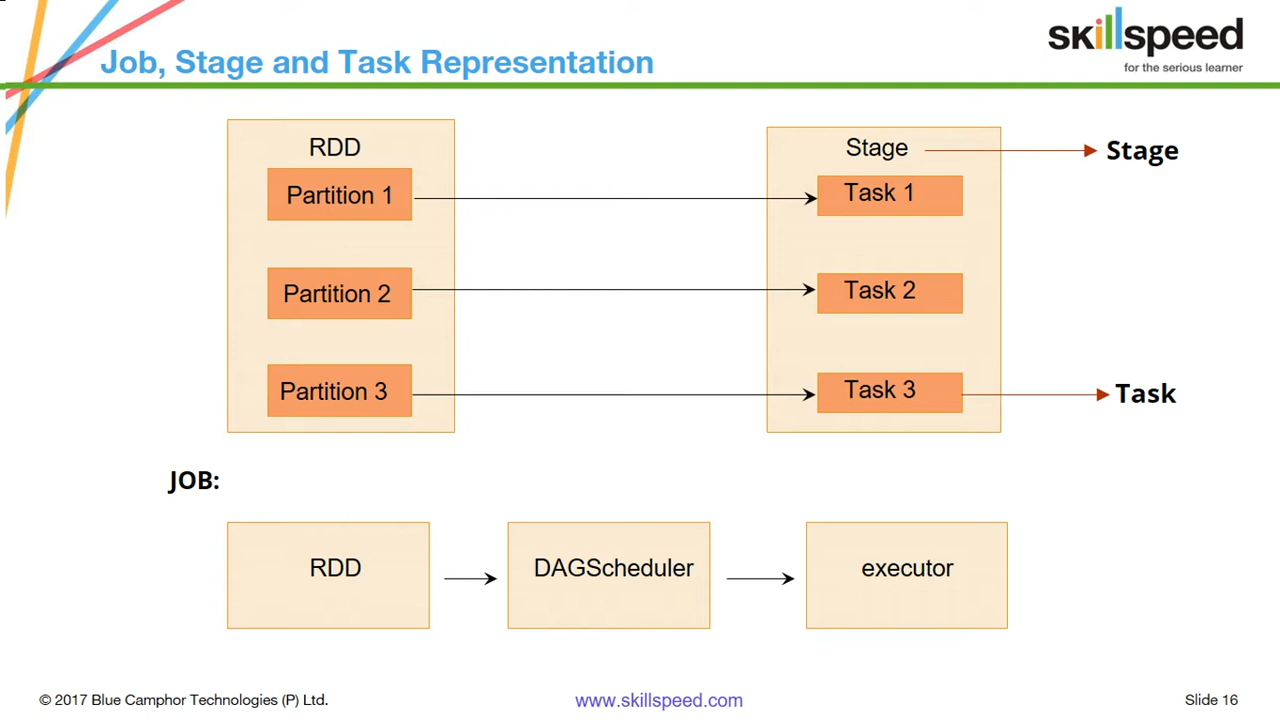 skillspeed
for the serious learner
Job, Stage and Task Representation
RDD
Stage
Stage
Partition 1
Task 1
Partition 2
Task 2
Partition 3
Task 3
Task
JOB:
RDD
DAGScheduler
executor
© 2017 Blue Camphor Technologies (P) Ltd.
www.skillspeed.com
Slide 16